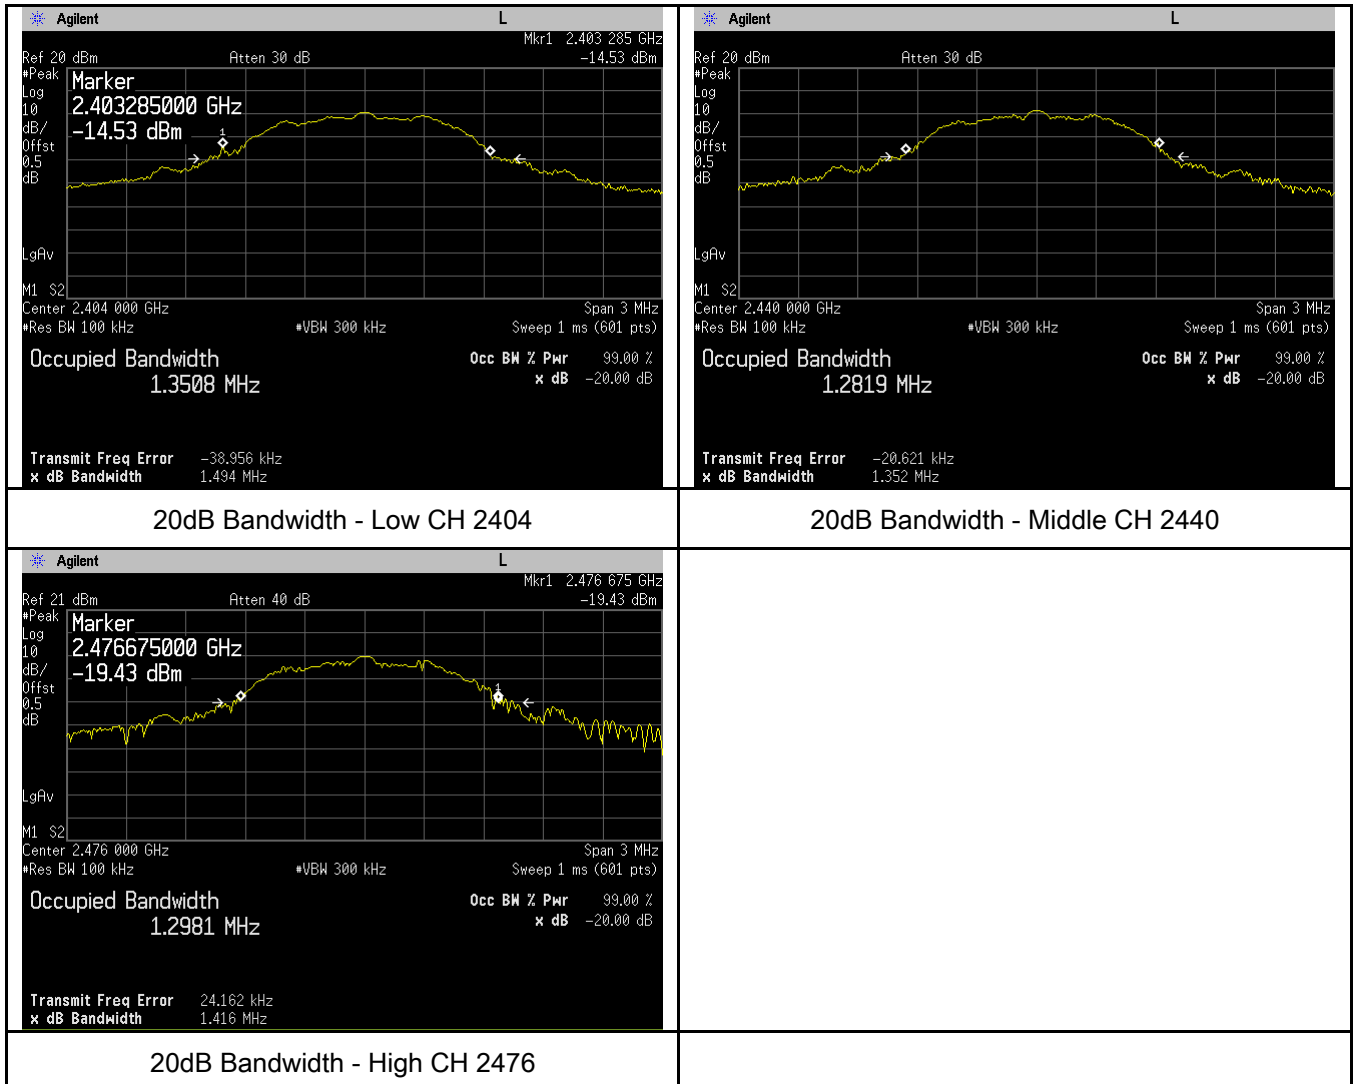 Agilent L
Mkr1 2.403 285 GHz
Ref 20 dBm Atten 30 dB -14.53 dBm
#Peak
Log
10
dB/
Offst
0.5
dB
Marker
2.403285000 GHz
-14.53 dBm
1
LgAv
M1 S2
Center 2.404 000 GHz Span 3 MHz
#Res BW 100 kHz #VBW 300 kHz Sweep 1 ms (601 pts)
Occupied Bandwidth Occ BW % Pwr 99.00 %
1.3508 MHz x dB -20.00 dB
Transmit Freq Error -38.956 kHz
x dB Bandwidth 1.494 MHz
20dB Bandwidth - Low CH 2404
Agilent L
Ref 20 dBm Atten 30 dB
#Peak
Log
10
dB/
Offst
0.5
dB
LgAv
M1 S2
Center 2.440 000 GHz Span 3 MHz
#Res BW 100 kHz #VBW 300 kHz Sweep 1 ms (601 pts)
Occupied Bandwidth Occ BW % Pwr 99.00 %
1.2819 MHz x dB -20.00 dB
Transmit Freq Error -20.621 kHz
x dB Bandwidth 1.352 MHz
20dB Bandwidth - Middle CH 2440
Agilent L
Mkr1 2.476 675 GHz
Ref 21 dBm Atten 40 dB -19.43 dBm
#Peak
Log
10
dB/
Offst
0.5
dB
Marker
2.476675000 GHz
-19.43 dBm
1
LgAv
M1 S2
Center 2.476 000 GHz Span 3 MHz
#Res BW 100 kHz #VBW 300 kHz Sweep 1 ms (601 pts)
Occupied Bandwidth Occ BW % Pwr 99.00 %
1.2981 MHz x dB -20.00 dB
Transmit Freq Error 24.162 kHz
x dB Bandwidth 1.416 MHz
20dB Bandwidth - High CH 2476